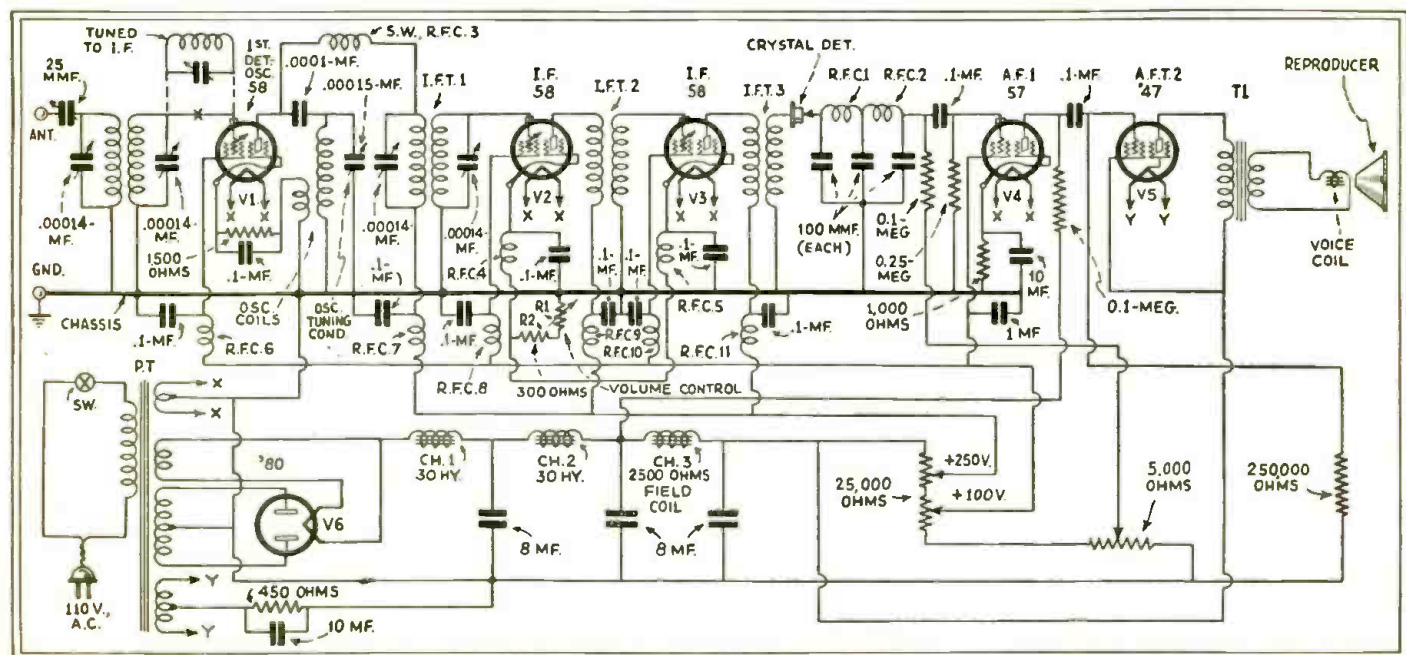 TUNED
TO I.F.
25
MMF.
ANT.
.00014-
MF.
.00014-
MF.
1ST.
DET-
OSC.
58
X
V1
X X
1,500
OHMS
.1-MF.
S.W., R.F.C.3
.0001-MF.
.00015-MF.
I.F.T.1
.00014-
MF.
.00014-
MF.
I.F.
58
V2
X X
R.F.C.4
.1-MF.
I.F.T.2
I.F.
58
V3
X X
.1-
MF.
.1-
MF.
.1-
MF.
R.F.C.5
I.F.T.3
CRYSTAL DET.
R.F.C.1
R.F.C.2
100 MMF.
(EACH)
.1-
MF.
0.1-
MEG
0.25-
MEG
A.F.1
57
V4
X X
1,000
OHMS
10
MF.
1 MF.
.1-
MF.
0.1-MEG.
A.F.T.2
'47
V5
Y Y
T1
REPRODUCER
VOICE
COIL
GND.
CHASSIS
.1-MF.
R.F.C.6
OSC.
COILS
OSC.
TUNING
COND.
.1-
MF.
R.F.C.7
.1-MF.
R.F.C.8
R1
R2
300 OHMS
VOLUME CONTROL
R.F.C.9
R.F.C.10
R.F.C.11
.1-MF.
P.T
SW.
X
X
'80
V6
110 V.,
A.C.
Y
Y
450 OHMS
10 MF.
CH.1
30 HY.
CH.2
30 HY.
CH.3
2500 OHMS
FIELD
COIL
8 MF.
8 MF.
25,000
OHMS
+250V.
+100V.
5,000
OHMS
250,000
OHMS